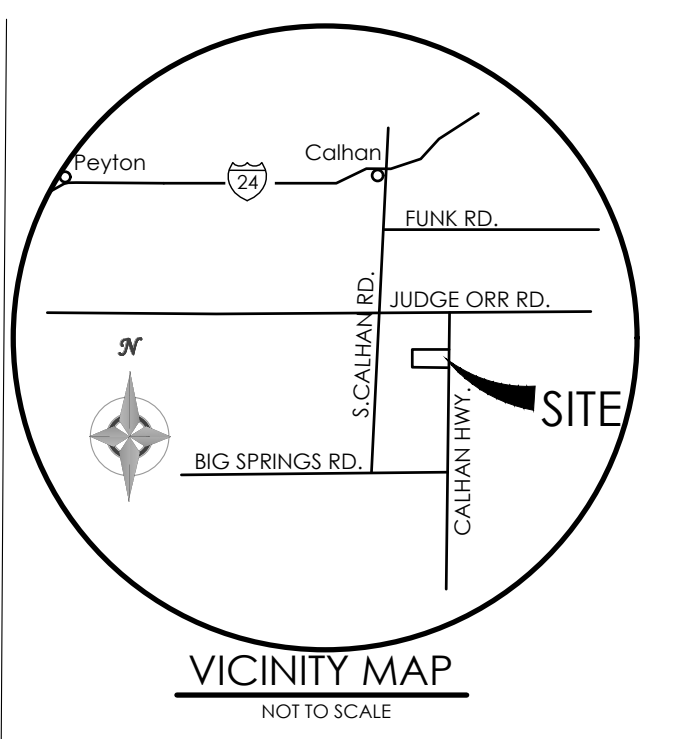 Peyton
Calhan
24
FUNK RD.
JUDGE ORR RD.
S.CALHAN RD.
N
SITE
CALHAN HWY.
BIG SPRINGS RD.
VICINITY MAP
NOT TO SCALE